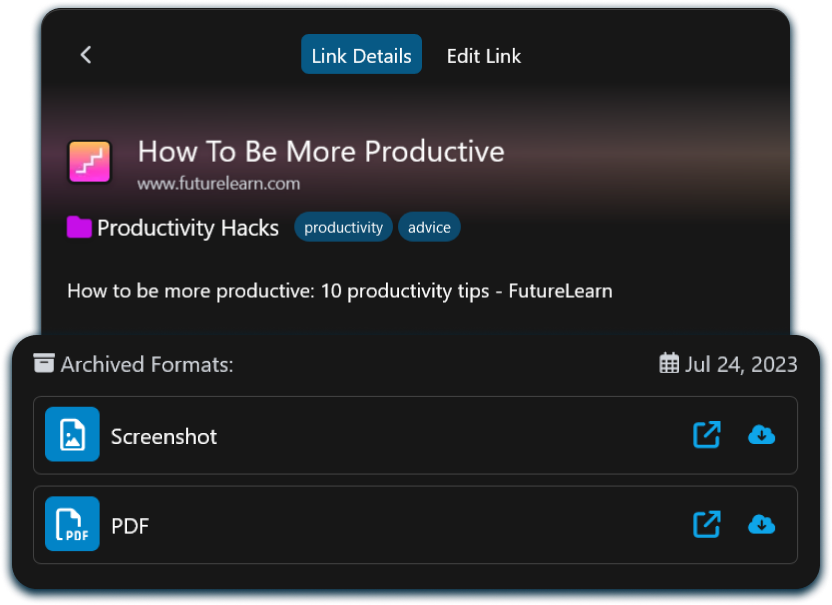 Link Details Edit Link
How To Be More Productive
www.futurelearn.com
Productivity Hacks productivity advice
How to be more productive: 10 productivity tips - FutureLearn
Archived Formats: Jul 24, 2023
Screenshot
PDF PDF